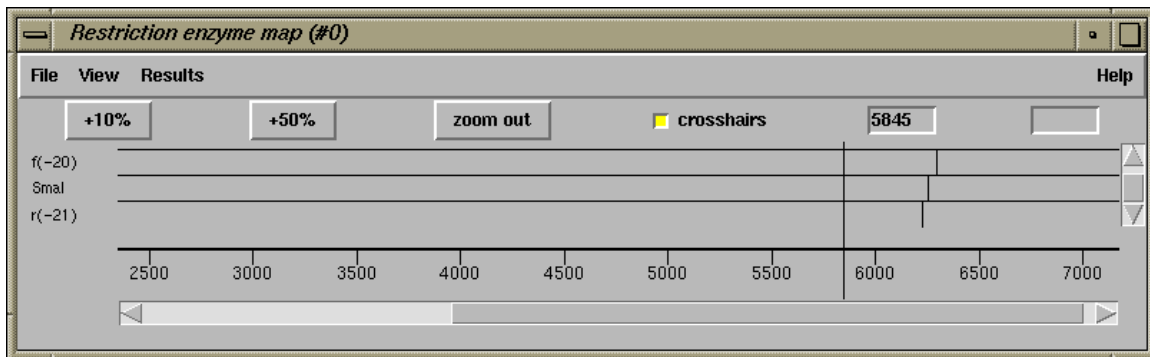 Restriction enzyme map (#0)
File View Results Help
+10% +50% zoom out crosshairs 5845
f(-20)
SmaI
r(-21)
2500 3000 3500 4000 4500 5000 5500 6000 6500 7000